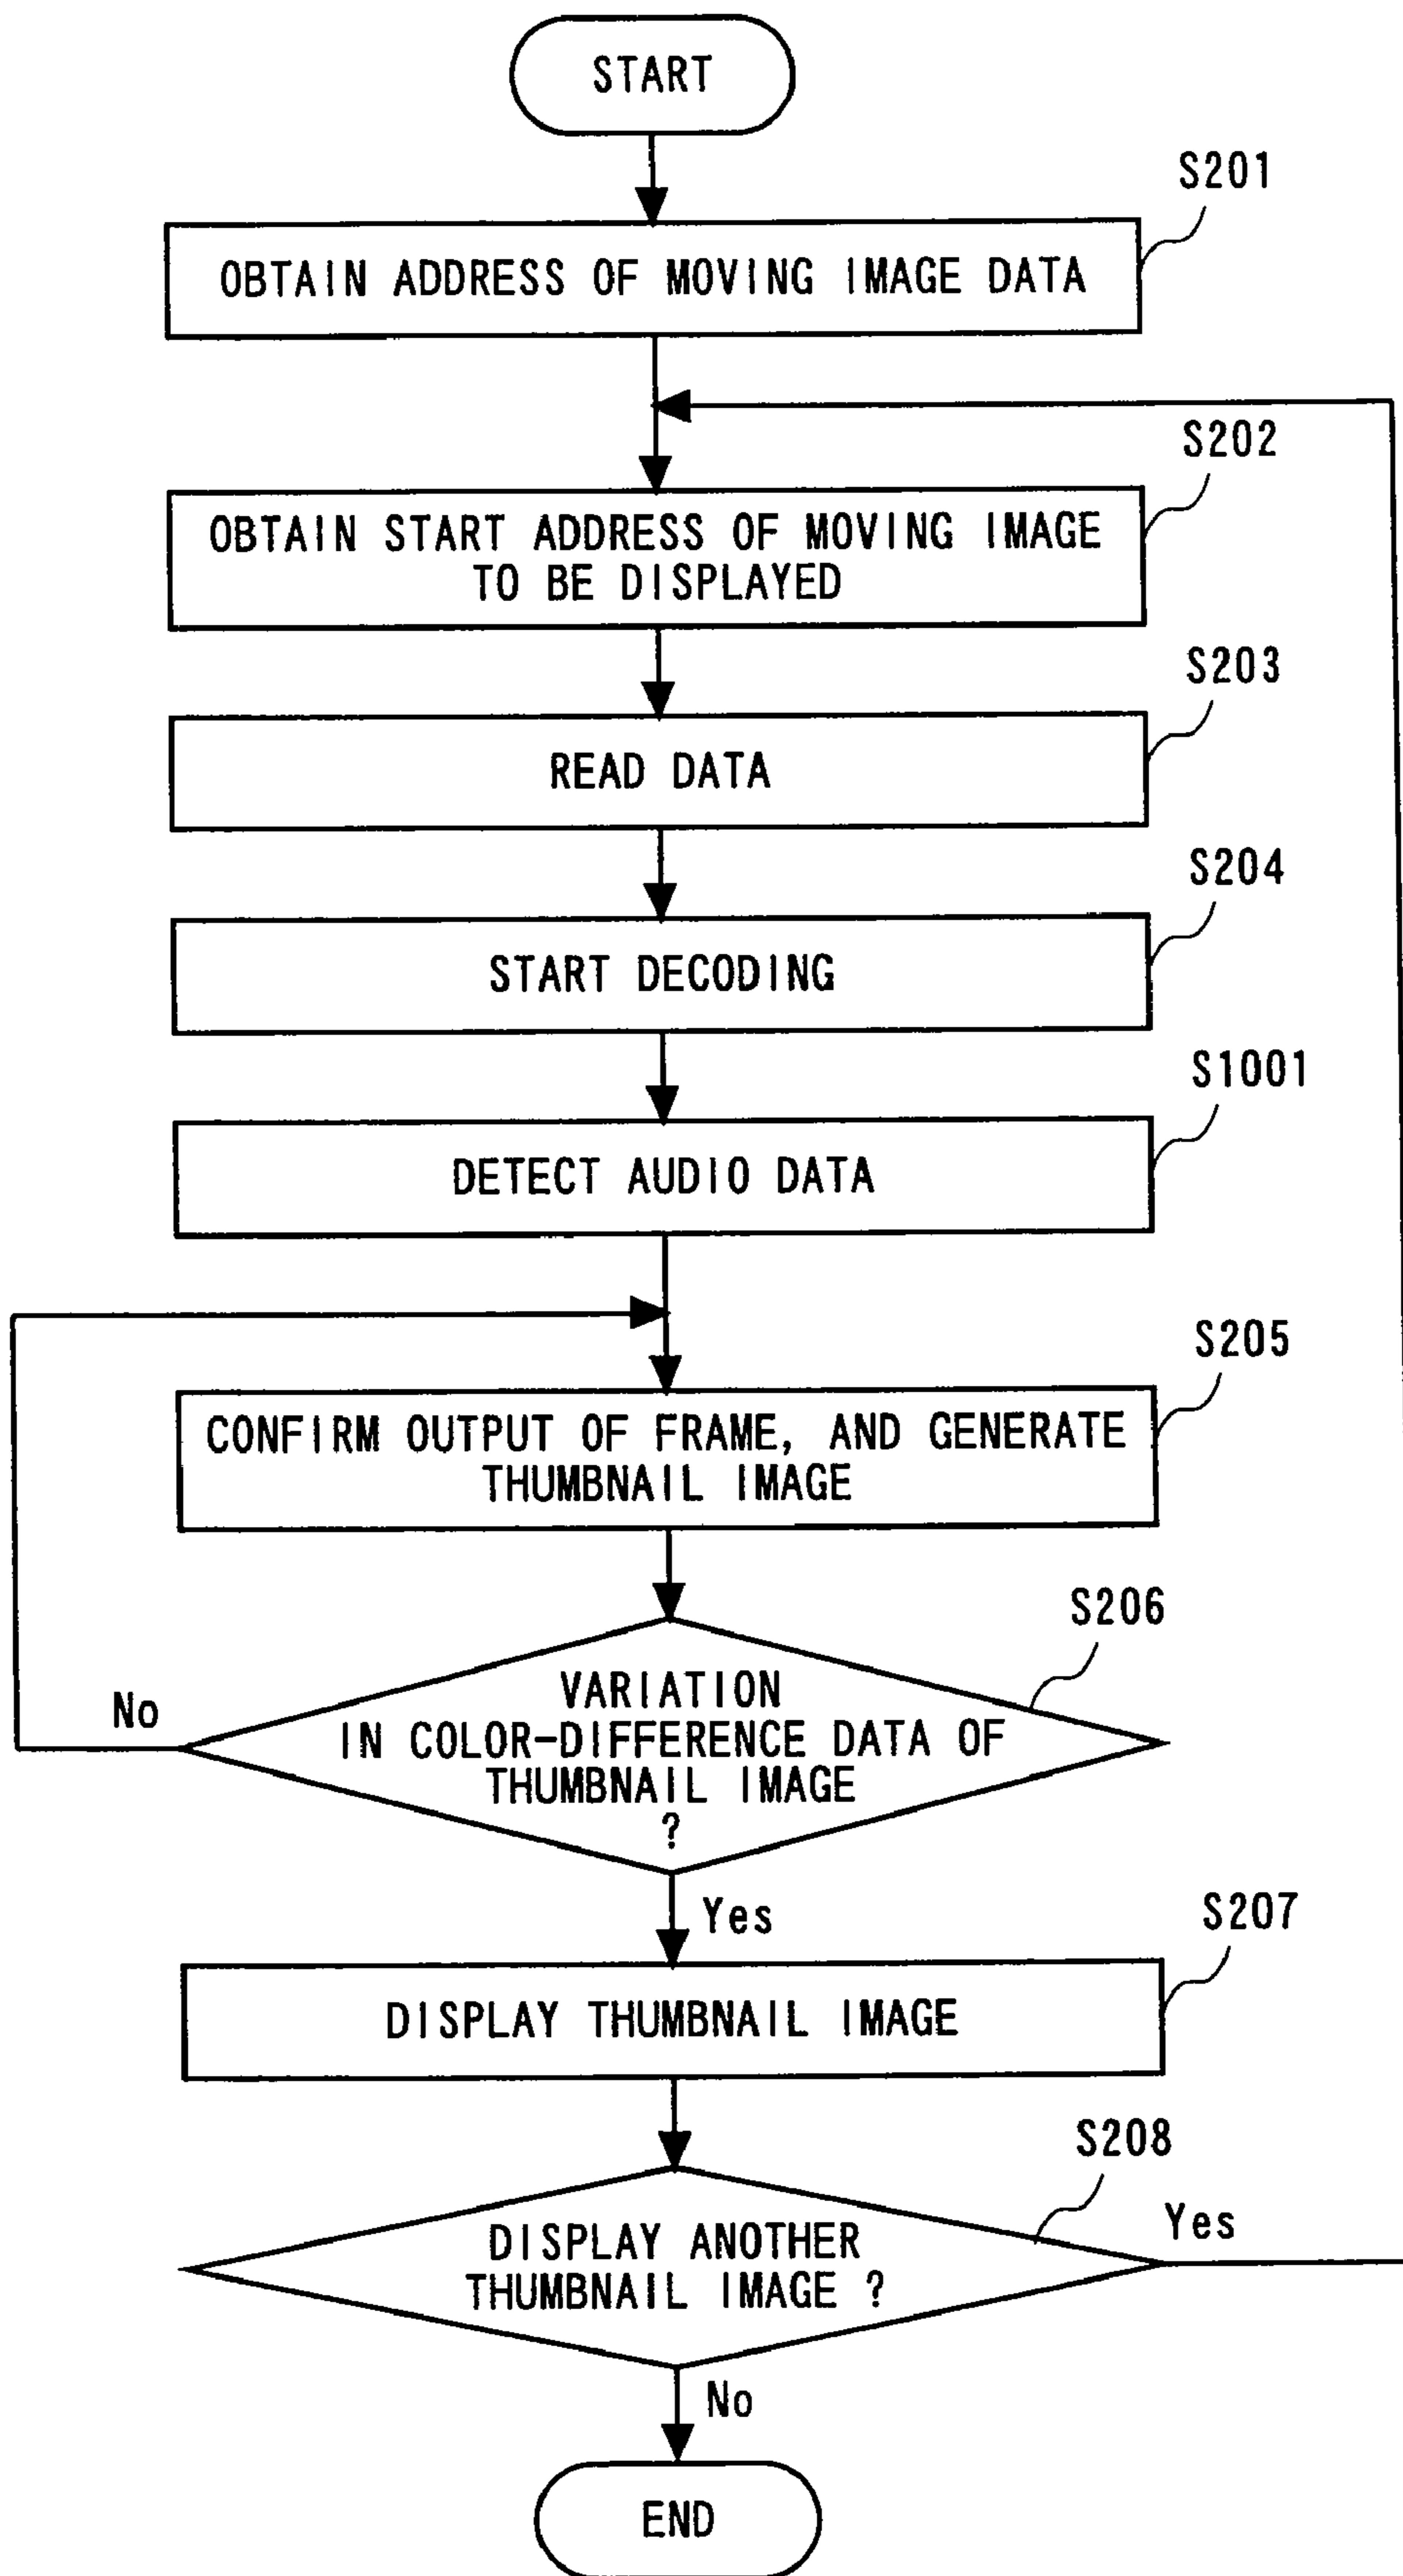 START
S201
OBTAIN ADDRESS OF MOVING IMAGE DATA
S202
OBTAIN START ADDRESS OF MOVING IMAGE
TO BE DISPLAYED
S203
READ DATA
S204
START DECODING
S1001
DETECT AUDIO DATA
S205
CONFIRM OUTPUT OF FRAME, AND GENERATE
THUMBNAIL IMAGE
S206
VARIATION
IN COLOR-DIFFERENCE DATA OF
THUMBNAIL IMAGE
?
No
Yes
S207
DISPLAY THUMBNAIL IMAGE
S208
DISPLAY ANOTHER
THUMBNAIL IMAGE ?
Yes
No
END